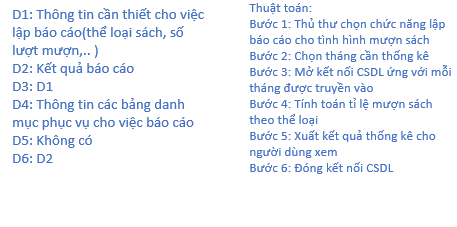 D1: Thông tin cần thiết cho việc
lập báo cáo(thể loại sách, số
lượt mượn,.. )
D2: Kết quả báo cáo
D3: D1
D4: Thông tin các bảng danh
mục phục vụ cho việc báo cáo
D5: Không có
D6: D2
Thuật toán:
Bước 1: Thủ thư chọn chức năng lập
báo cáo cho tình hình mượn sách
Bước 2: Chọn tháng cần thống kê
Bước 3: Mở kết nối CSDL ứng với mỗi
tháng được truyền vào
Bước 4: Tính toán tỉ lệ mượn sách
theo thể loại
Bước 5: Xuất kết quả thống kê cho
người dùng xem
Bước 6: Đóng kết nối CSDL